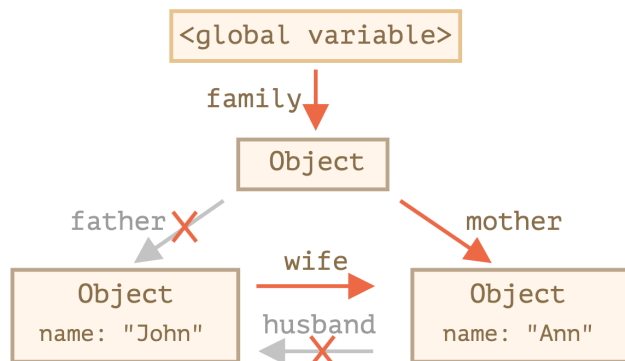 <global variable>
family
Object
father
mother
wife
Object
name: "John"
husband
Object
name: "Ann"